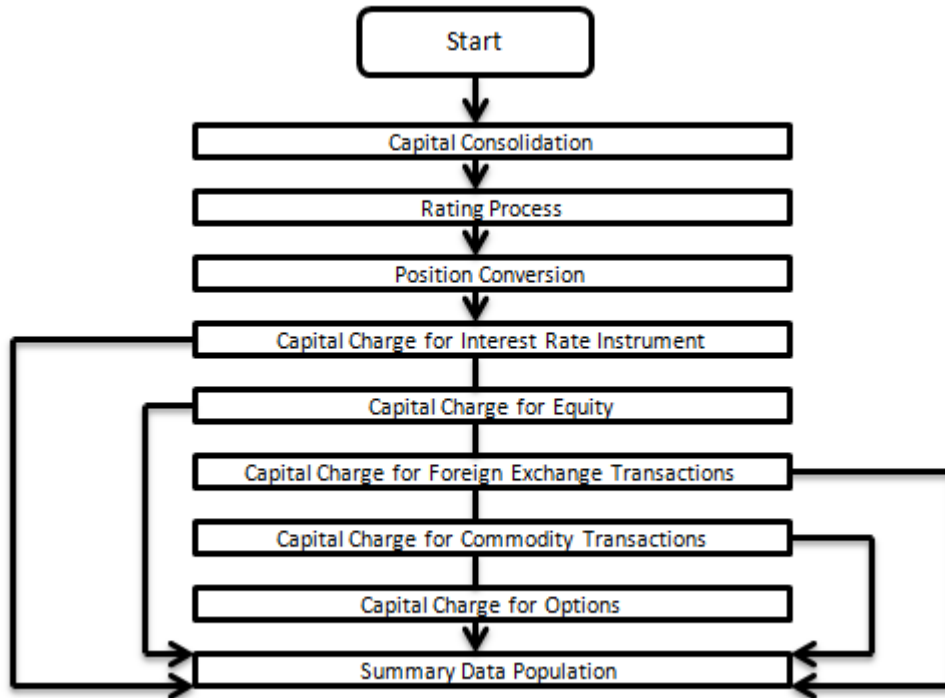 Start
Capital Consolidation
Rating Process
Position Conversion
Capital Charge for Interest Rate Instrument
Capital Charge for Equity
Capital Charge for Foreign Exchange Transactions
Capital Charge for Commodity Transactions
Capital Charge for Options
Summary Data Population